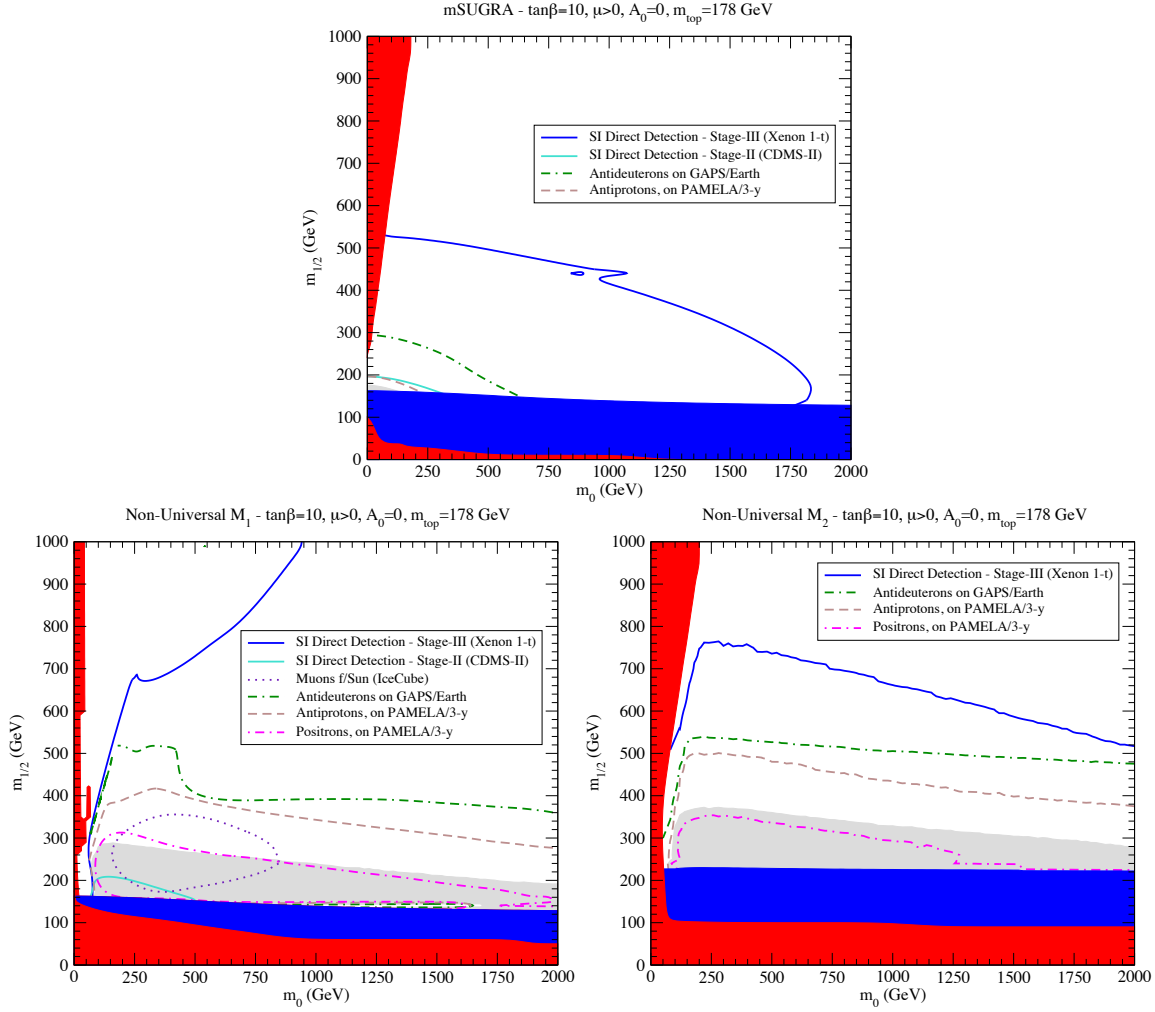 mSUGRA - tanβ=10, μ>0, A0=0, mtop=178 GeV
1000
900
800
700
600
500
400
300
200
100
0
m1/2 (GeV)
SI Direct Detection - Stage-III (Xenon 1-t)
SI Direct Detection - Stage-II (CDMS-II)
Antideuterons on GAPS/Earth
Antiprotons, on PAMELA/3-y
0 250 500 750 1000 1250 1500 1750 2000
m0 (GeV)
Non-Universal M1 - tanβ=10, μ>0, A0=0, mtop=178 GeV
1000
900
800
700
600
500
400
300
200
100
0
m1/2 (GeV)
SI Direct Detection - Stage-III (Xenon 1-t)
SI Direct Detection - Stage-II (CDMS-II)
Muons f/Sun (IceCube)
Antideuterons on GAPS/Earth
Antiprotons, on PAMELA/3-y
Positrons, on PAMELA/3-y
0 250 500 750 1000 1250 1500 1750 2000
m0 (GeV)
Non-Universal M2 - tanβ=10, μ>0, A0=0, mtop=178 GeV
1000
900
800
700
600
500
400
300
200
100
0
m1/2 (GeV)
SI Direct Detection - Stage-III (Xenon 1-t)
Antideuterons on GAPS/Earth
Antiprotons, on PAMELA/3-y
Positrons, on PAMELA/3-y
0 250 500 750 1000 1250 1500 1750 2000
m0 (GeV)